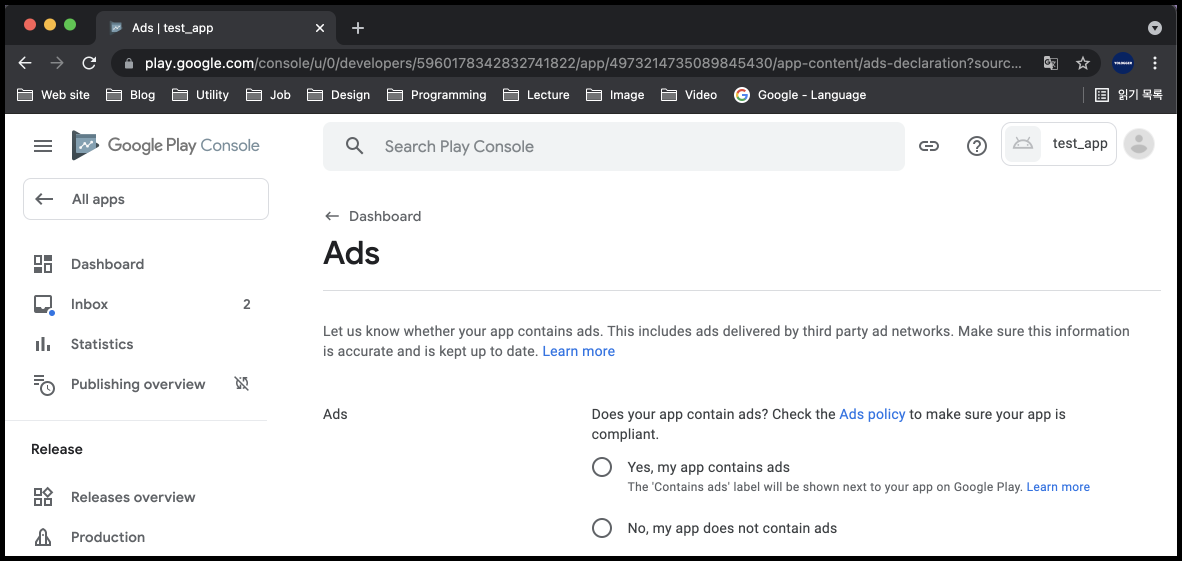 Ads | test_app
play.google.com/console/u/0/developers/5960178342832741822/app/4973214735089845430/app-content/ads-declaration?sourc...
Web site Blog Utility Job Design Programming Lecture Image Video Google - Language 읽기 목록
Google Play Console
Search Play Console
test_app
All apps
Dashboard
Inbox 2
Statistics
Publishing overview
Release
Releases overview
Production
Dashboard
Ads
Let us know whether your app contains ads. This includes ads delivered by third party ad networks. Make sure this information
is accurate and is kept up to date. Learn more
Ads
Does your app contain ads? Check the Ads policy to make sure your app is
compliant.
Yes, my app contains ads
The 'Contains ads' label will be shown next to your app on Google Play. Learn more
No, my app does not contain ads